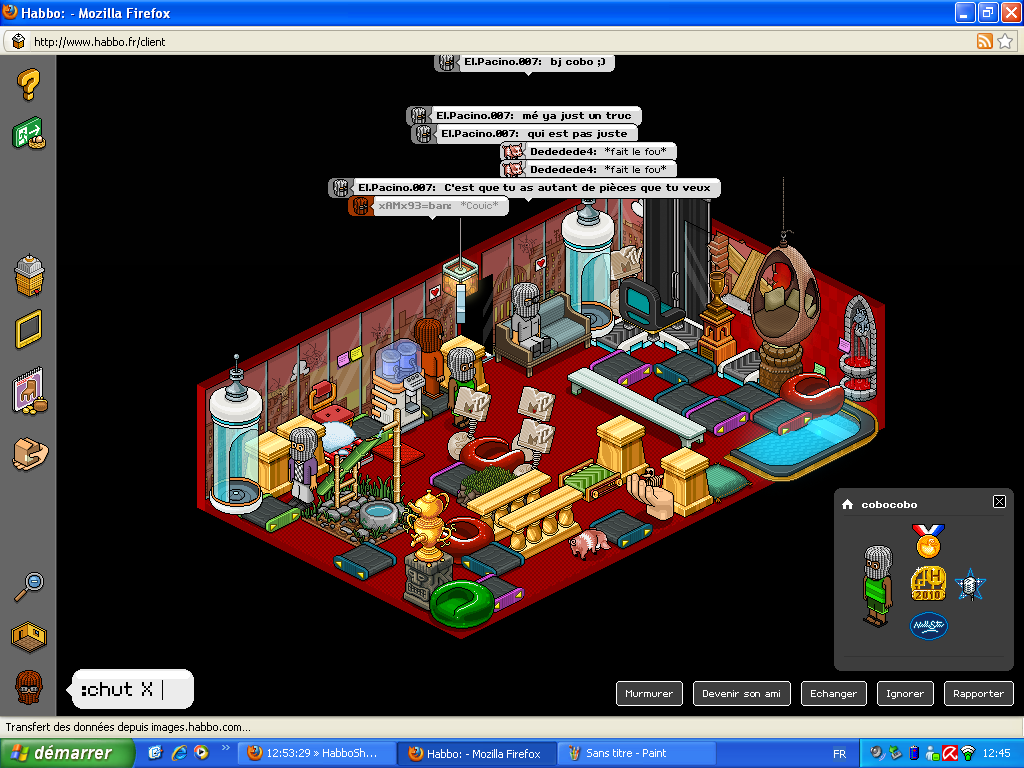 Habbo: - Mozilla Firefox
http://www.habbo.fr/client
El.Pacino.007: bj cobo ;)
El.Pacino.007: mé ya just un truc
El.Pacino.007: qui est pas juste
Dededede4: *fait le fou*
Dededede4: *fait le fou*
El.Pacino.007: C'est que tu as autant de pièces que tu veux
xAMx93=ban: *Couic*
cobocobo
2010
:chut X
Murmurer
Devenir son ami
Echanger
Ignorer
Rapporter
Transfert des données depuis images.habbo.com...
démarrer
12:53:29 » HabboSh...
Habbo: - Mozilla Firefox
Sans titre - Paint
FR
12:45